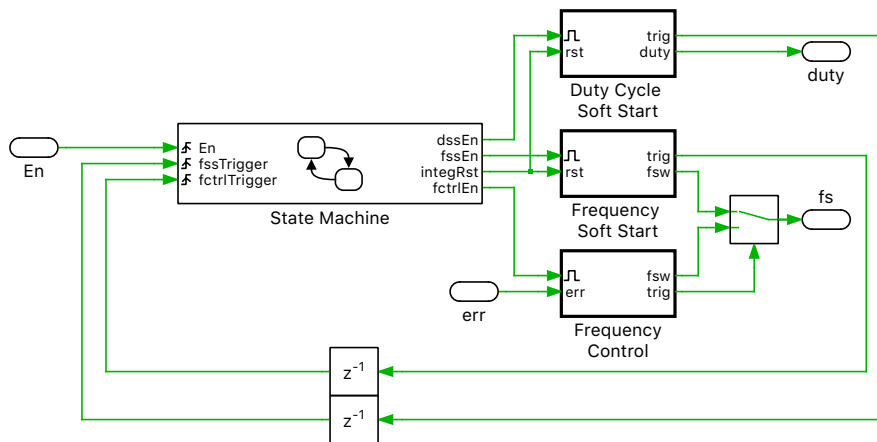 trig
rst
duty
duty
Duty Cycle
Soft Start
En
En
fssTrigger
fctrlTrigger
dssEn
fssEn
integRst
fctrlEn
State Machine
trig
rst
fsw
Frequency
Soft Start
fs
fsw
err
trig
err
Frequency
Control
z⁻¹
z⁻¹